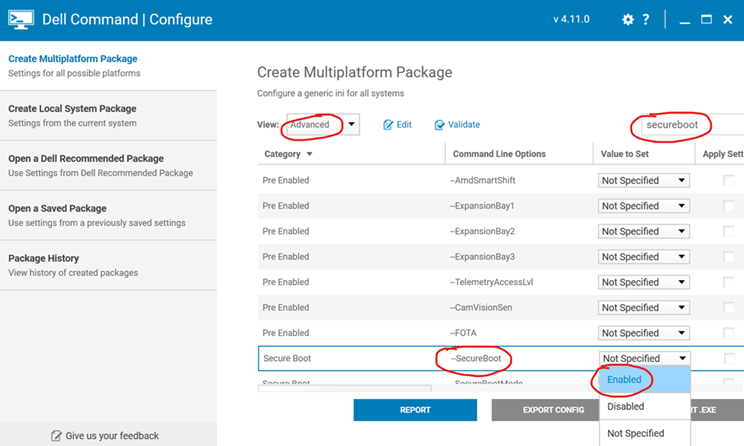 Dell Command | Configure
v 4.11.0
?
Create Multiplatform Package
Settings for all possible platforms
Create Local System Package
Settings from the current system
Open a Dell Recommended Package
Use Settings from Dell Recommended Package
Open a Saved Package
Use settings from a previously saved settings
Package History
View history of created packages
Give us your feedback
Create Multiplatform Package
Configure a generic ini for all systems
View: Advanced Edit Validate secureboot
Category Command Line Options Value to Set Apply Sett
Pre Enabled --AmdSmartShift Not Specified
Pre Enabled --ExpansionBay1 Not Specified
Pre Enabled --ExpansionBay2 Not Specified
Pre Enabled --ExpansionBay3 Not Specified
Pre Enabled --TelemetryAccessLvl Not Specified
Pre Enabled --CamVisionSen Not Specified
Pre Enabled --FOTA Not Specified
Secure Boot --SecureBoot Not Specified
Secure Boot --SecureBootMode
Enabled
Disabled
Not Specified
REPORT EXPORT CONFIG RT .EXE